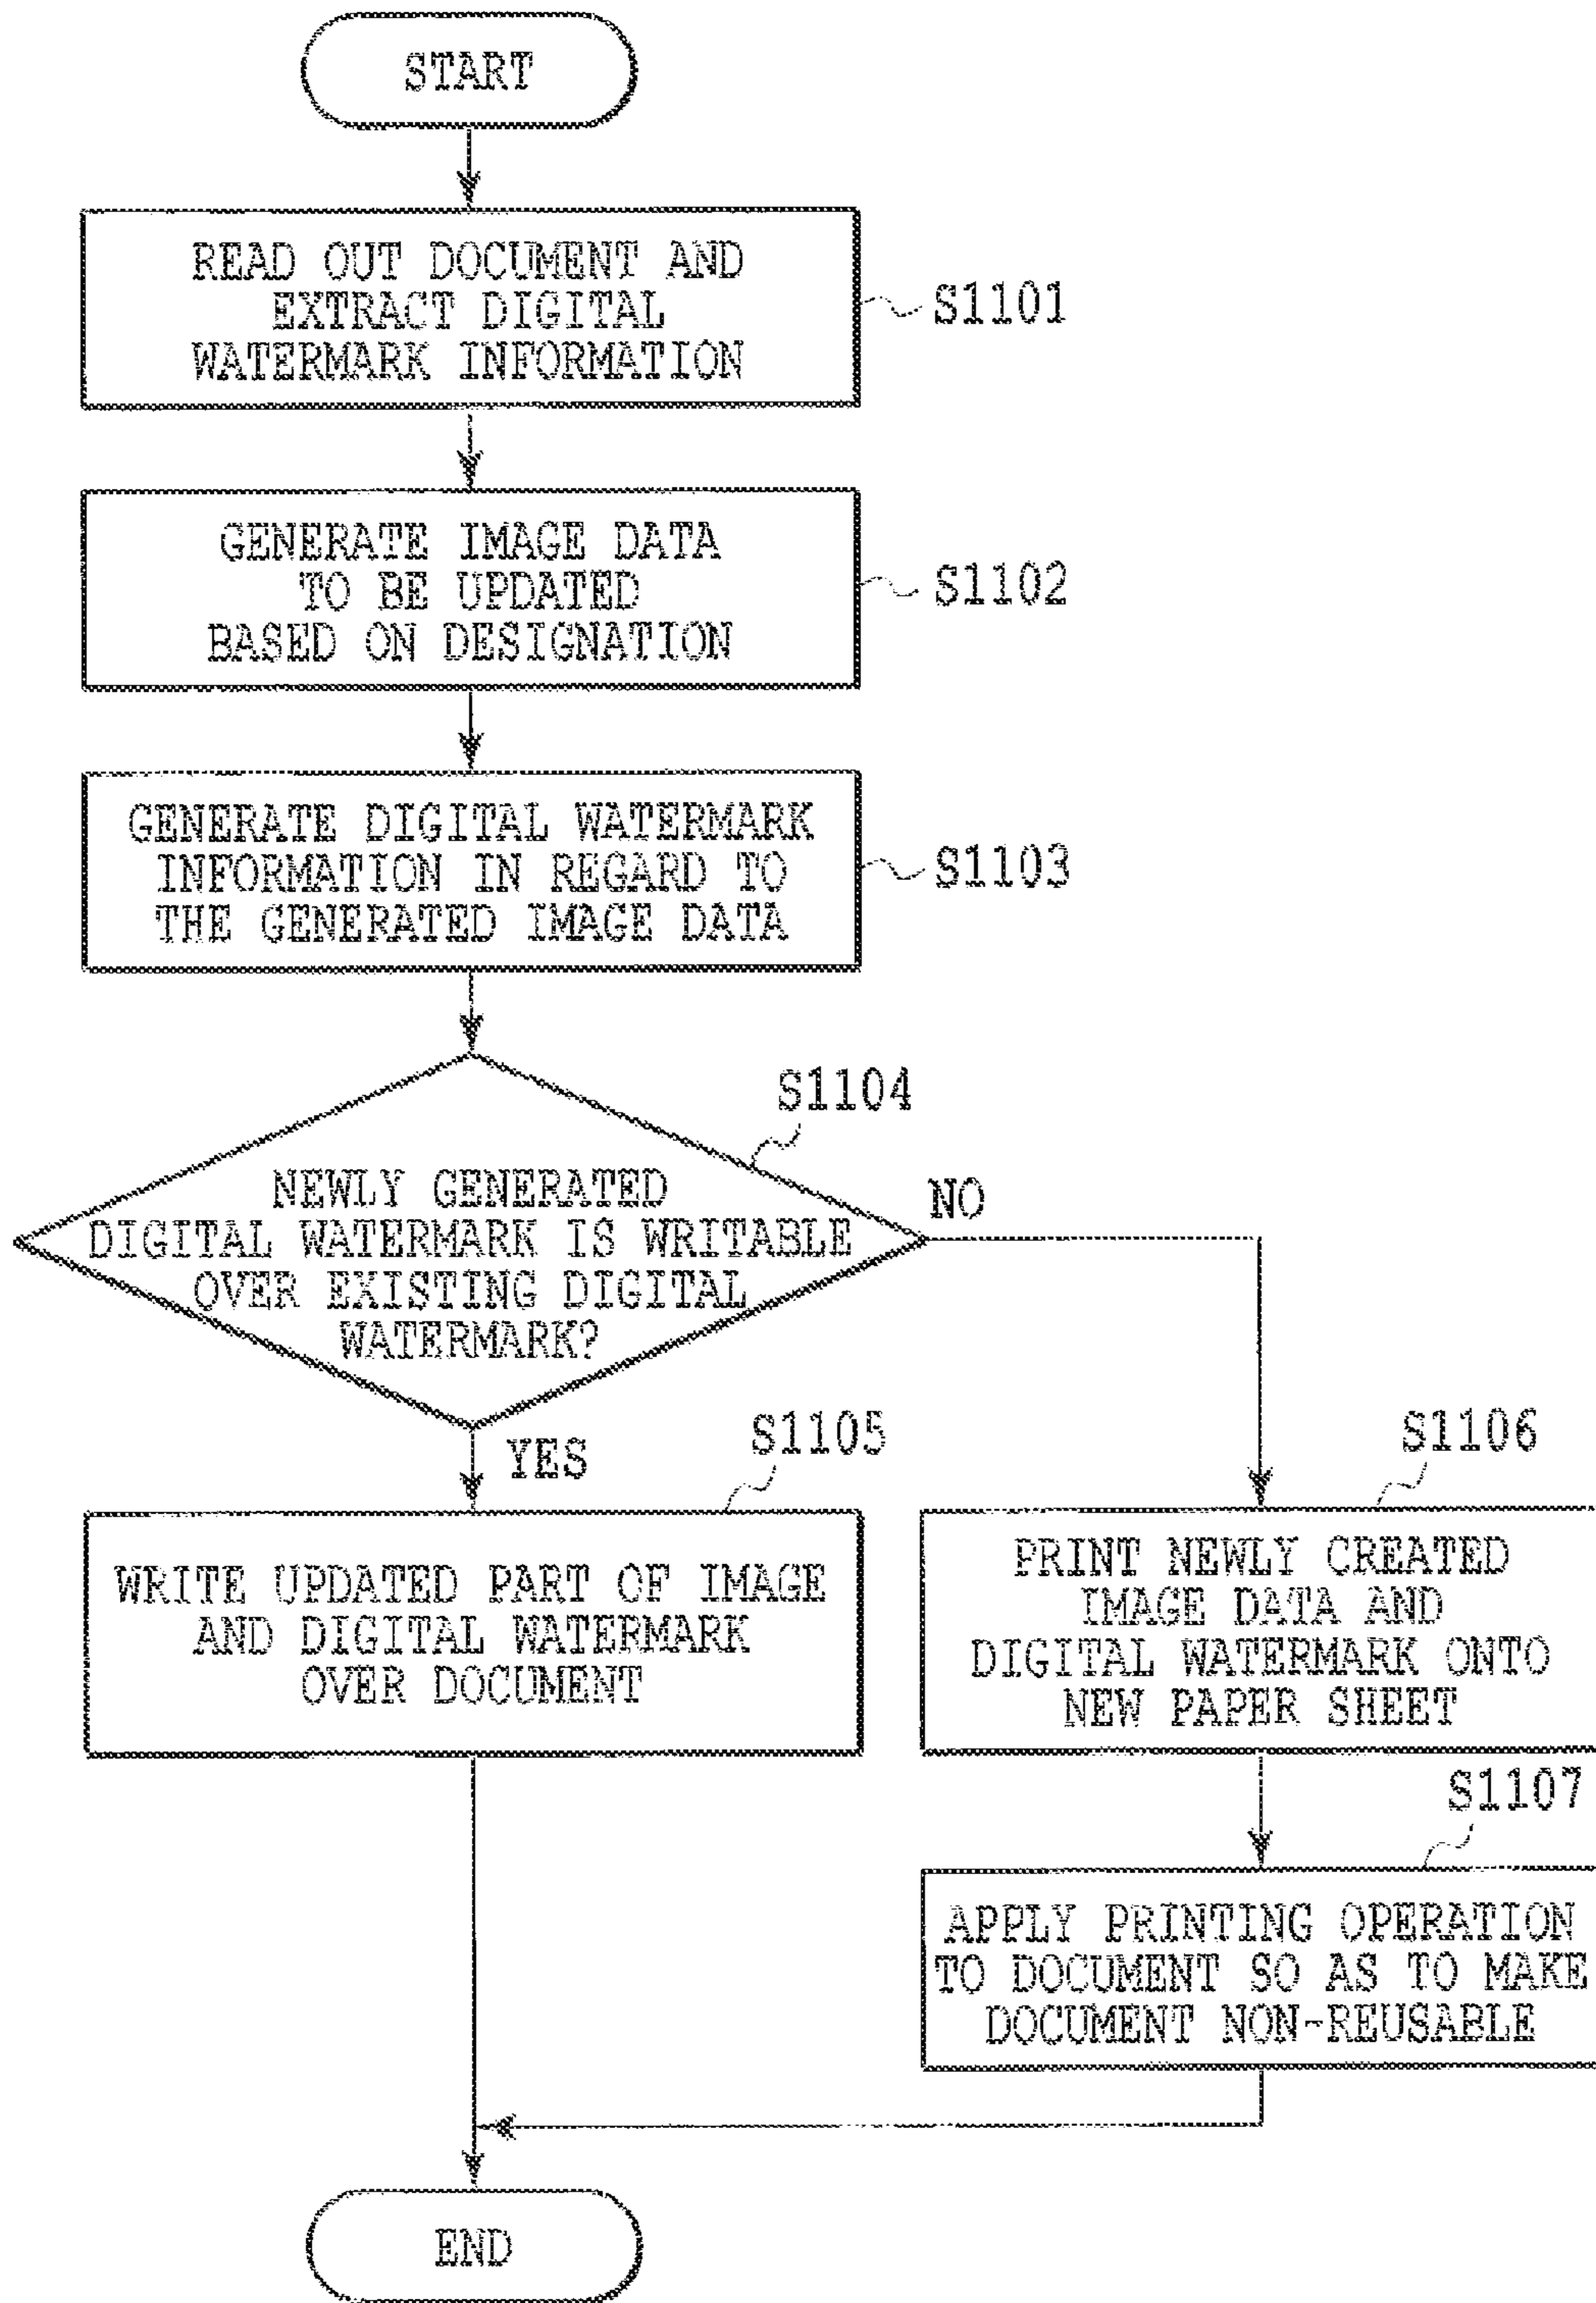 START
READ OUT DOCUMENT AND
EXTRACT DIGITAL
WATERMARK INFORMATION
S1101
GENERATE IMAGE DATA
TO BE UPDATED
BASED ON DESIGNATION
S1102
GENERATE DIGITAL WATERMARK
INFORMATION IN REGARD TO
THE GENERATED IMAGE DATA
S1103
S1104
NEWLY GENERATED
DIGITAL WATERMARK IS WRITABLE
OVER EXISTING DIGITAL
WATERMARK?
NO
YES
S1105
WRITE UPDATED PART OF IMAGE
AND DIGITAL WATERMARK
OVER DOCUMENT
S1106
PRINT NEWLY CREATED
IMAGE DATA AND
DIGITAL WATERMARK ONTO
NEW PAPER SHEET
S1107
APPLY PRINTING OPERATION
TO DOCUMENT SO AS TO MAKE
DOCUMENT NON-REUSABLE
END